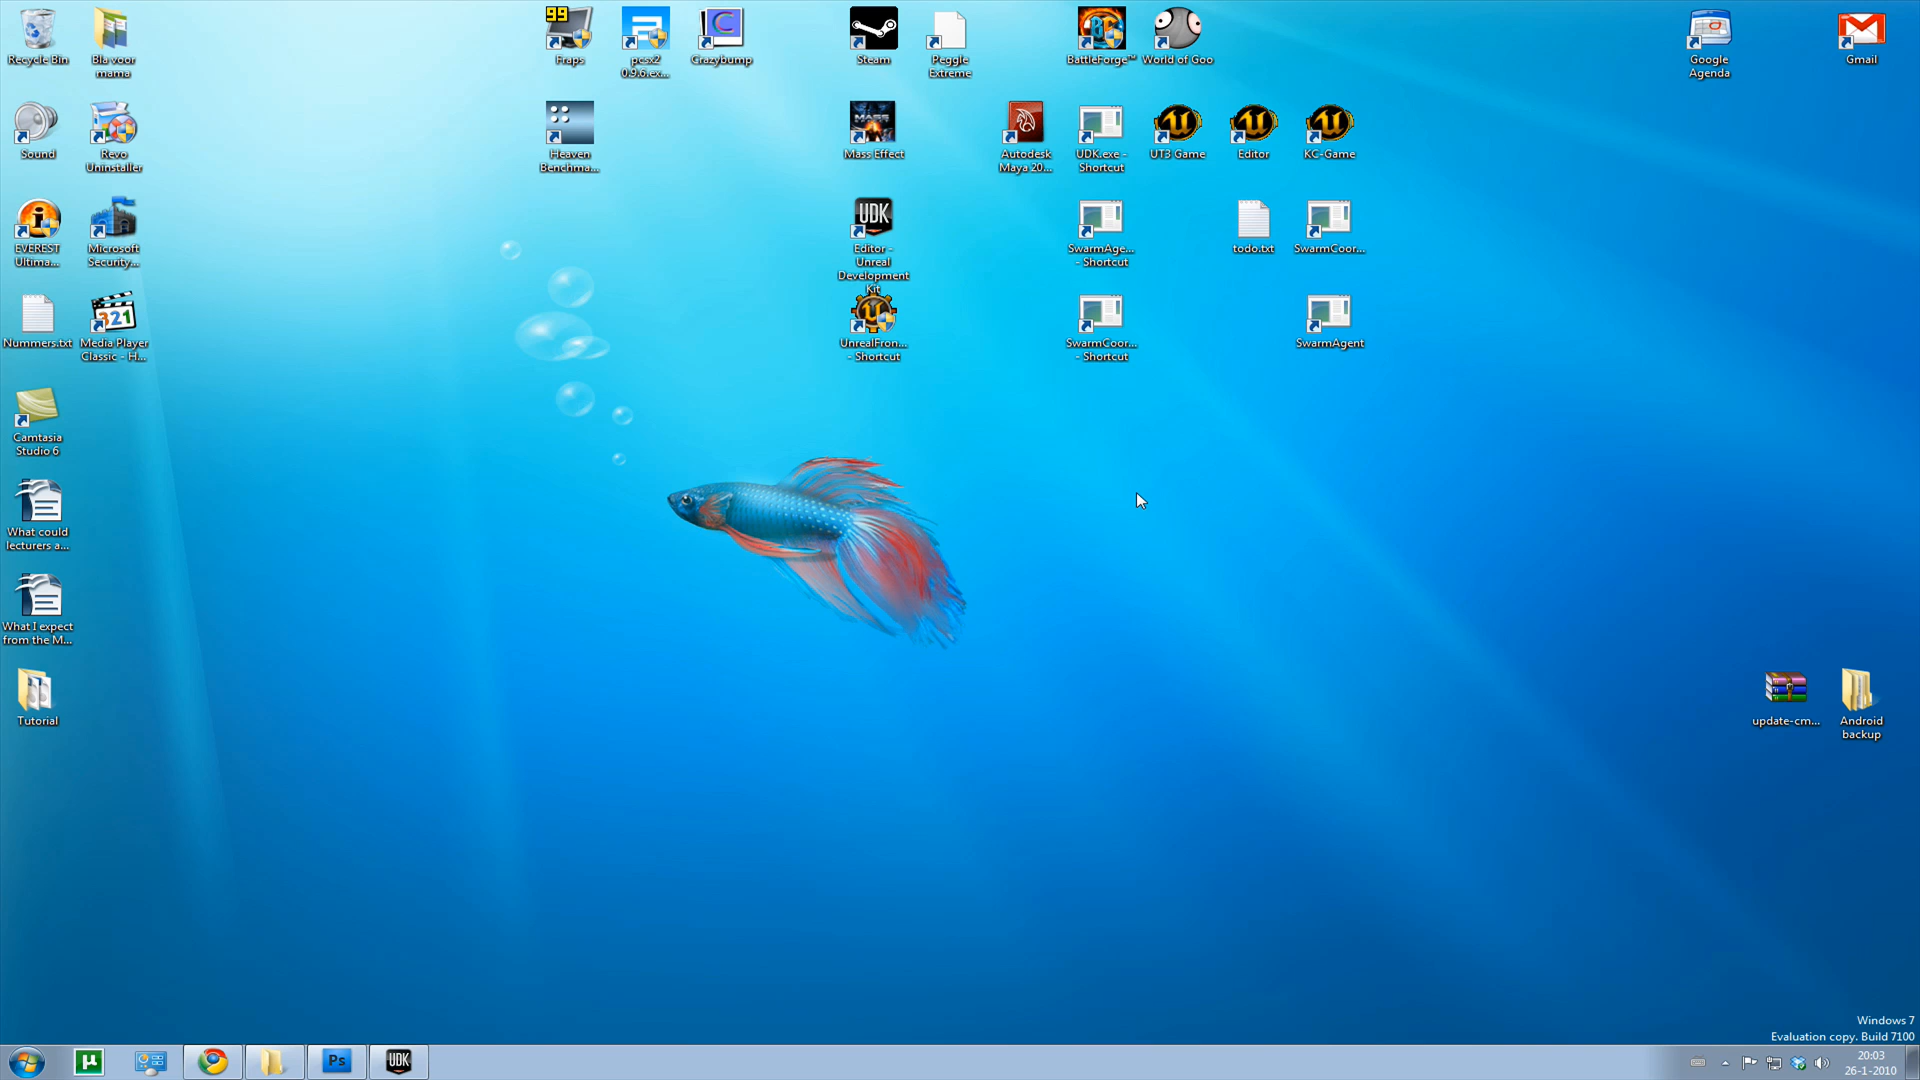 Recycle Bin
Bla voor
mama
99
Fraps
pcsx2
0.9.6.ex...
C
Crazybump
Steam
Peggle
Extreme
BC
BattleForge™
World of Goo
Google
Agenda
Gmail
Sound
Revo
Uninstaller
Heaven
Benchma...
MASS
Mass Effect
Autodesk
Maya 20...
UDK.exe -
Shortcut
UT3 Game
Editor
KC-Game
EVEREST
Ultima...
Microsoft
Security...
UDK
Editor -
Unreal
Development
Kit
SwarmAge...
- Shortcut
todo.txt
SwarmCoor...
Nummers.txt
321
Media Player
Classic - H...
UnrealFron...
- Shortcut
SwarmCoor...
- Shortcut
SwarmAgent
Camtasia
Studio 6
What could
lecturers a...
What I expect
from the M...
Tutorial
update-cm...
Android
backup
Windows 7
Evaluation copy. Build 7100
µ
Ps
UDK
20:03
26-1-2010